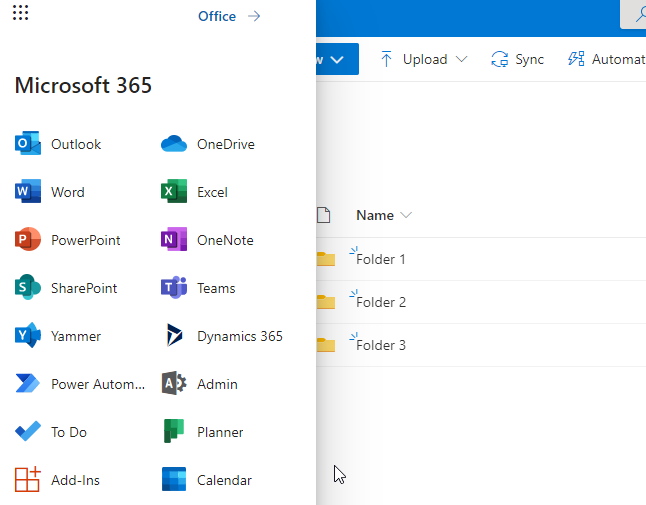 Office
Microsoft 365
Outlook
OneDrive
Word
Excel
PowerPoint
OneNote
SharePoint
Teams
Yammer
Dynamics 365
Power Autom...
Admin
To Do
Planner
Add-Ins
Calendar
w
Upload
Sync
Automat
Name
Folder 1
Folder 2
Folder 3